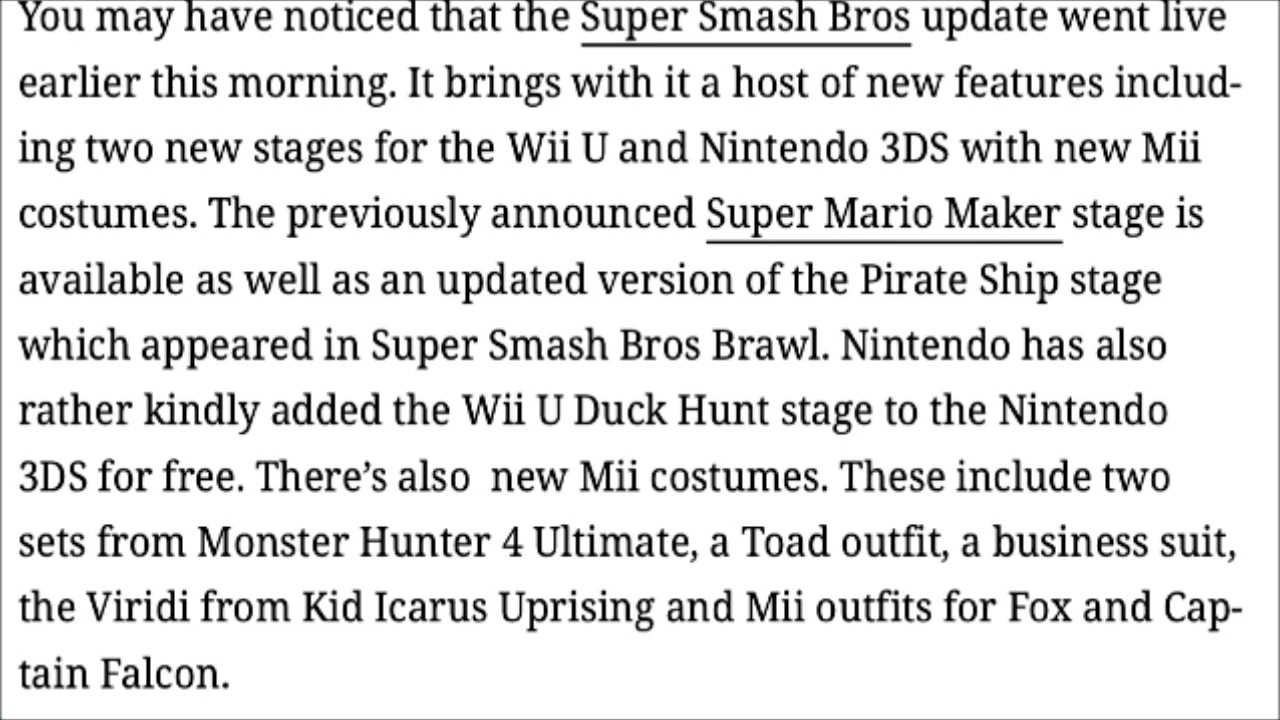 You may have noticed that the Super Smash Bros update went live
earlier this morning. It brings with it a host of new features includ-
ing two new stages for the Wii U and Nintendo 3DS with new Mii
costumes. The previously announced Super Mario Maker stage is
available as well as an updated version of the Pirate Ship stage
which appeared in Super Smash Bros Brawl. Nintendo has also
rather kindly added the Wii U Duck Hunt stage to the Nintendo
3DS for free. There’s also  new Mii costumes. These include two
sets from Monster Hunter 4 Ultimate, a Toad outfit, a business suit,
the Viridi from Kid Icarus Uprising and Mii outfits for Fox and Cap-
tain Falcon.